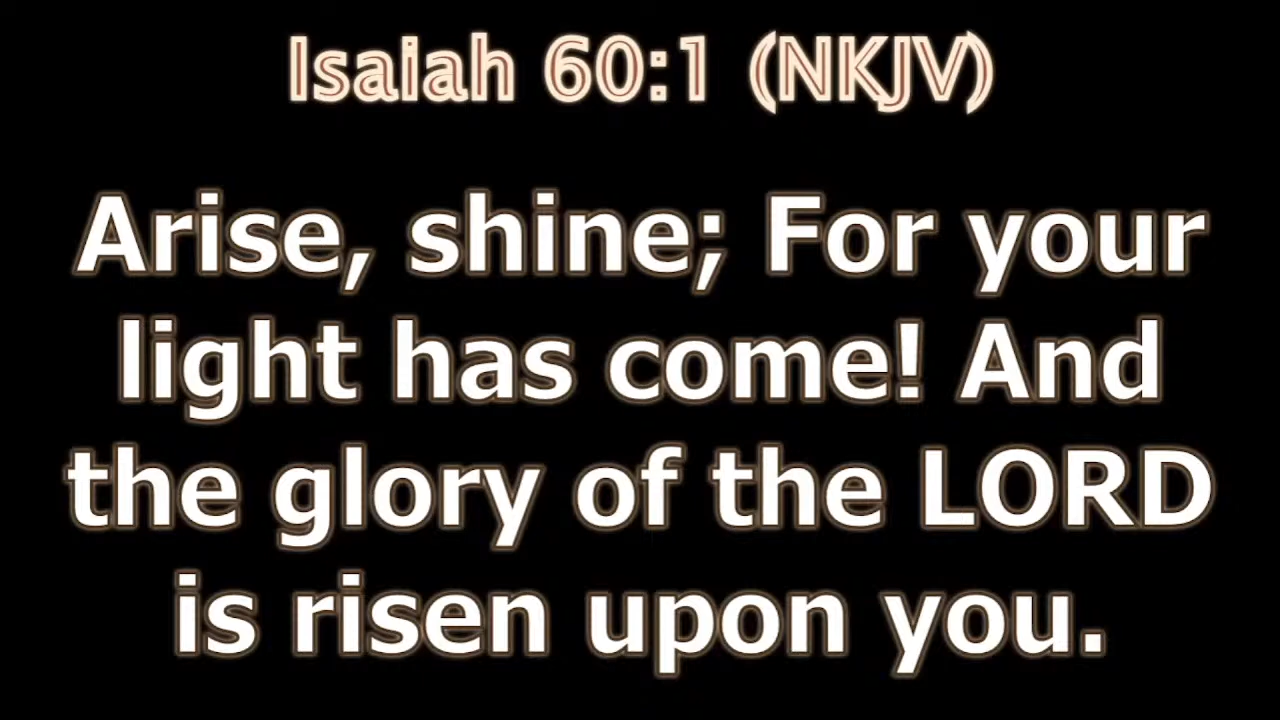 Isaiah 60:1 (NKJV)
Arise, shine; For your
light has come! And
the glory of the LORD
is risen upon you.